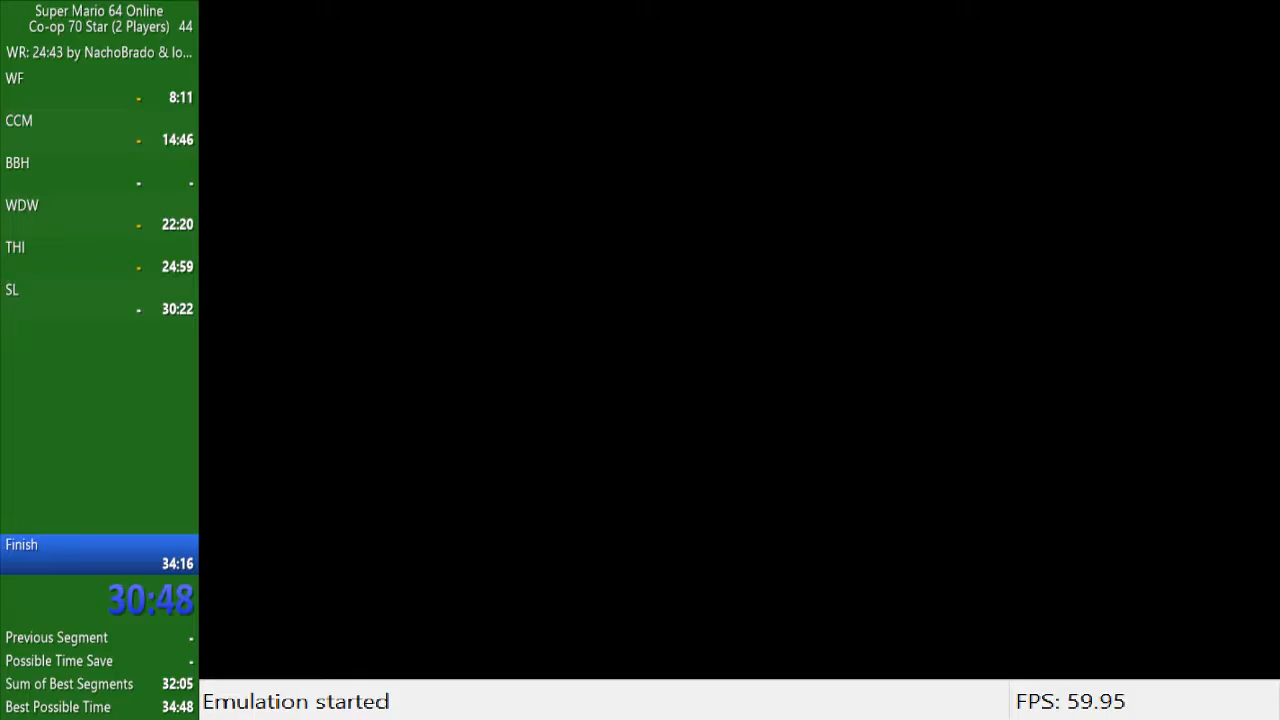 Super Mario 64 Online
Co-op 70 Star (2 Players) 44
WR: 24:43 by NachoBrado & lo...
WF
- 8:11
CCM
- 14:46
BBH
- -
WDW
- 22:20
THI
- 24:59
SL
- 30:22
Finish
34:16
30:48
Previous Segment -
Possible Time Save -
Sum of Best Segments 32:05
Best Possible Time 34:48
Emulation started FPS: 59.95